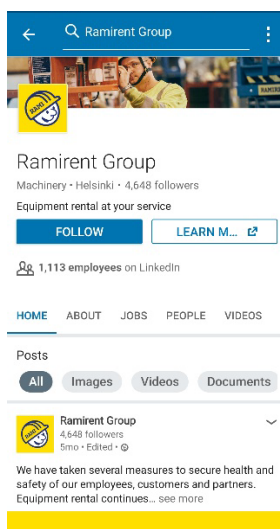 Ramirent Group
RAMI
Ramirent Group
Machinery • Helsinki • 4,648 followers
Equipment rental at your service
FOLLOW
LEARN M...
1,113 employees on LinkedIn
HOME ABOUT JOBS PEOPLE VIDEOS
Posts
All Images Videos Documents
Ramirent Group
4,648 followers
5mo • Edited •
We have taken several measures to secure health and
safety of our employees, customers and partners.
Equipment rental continues... see more